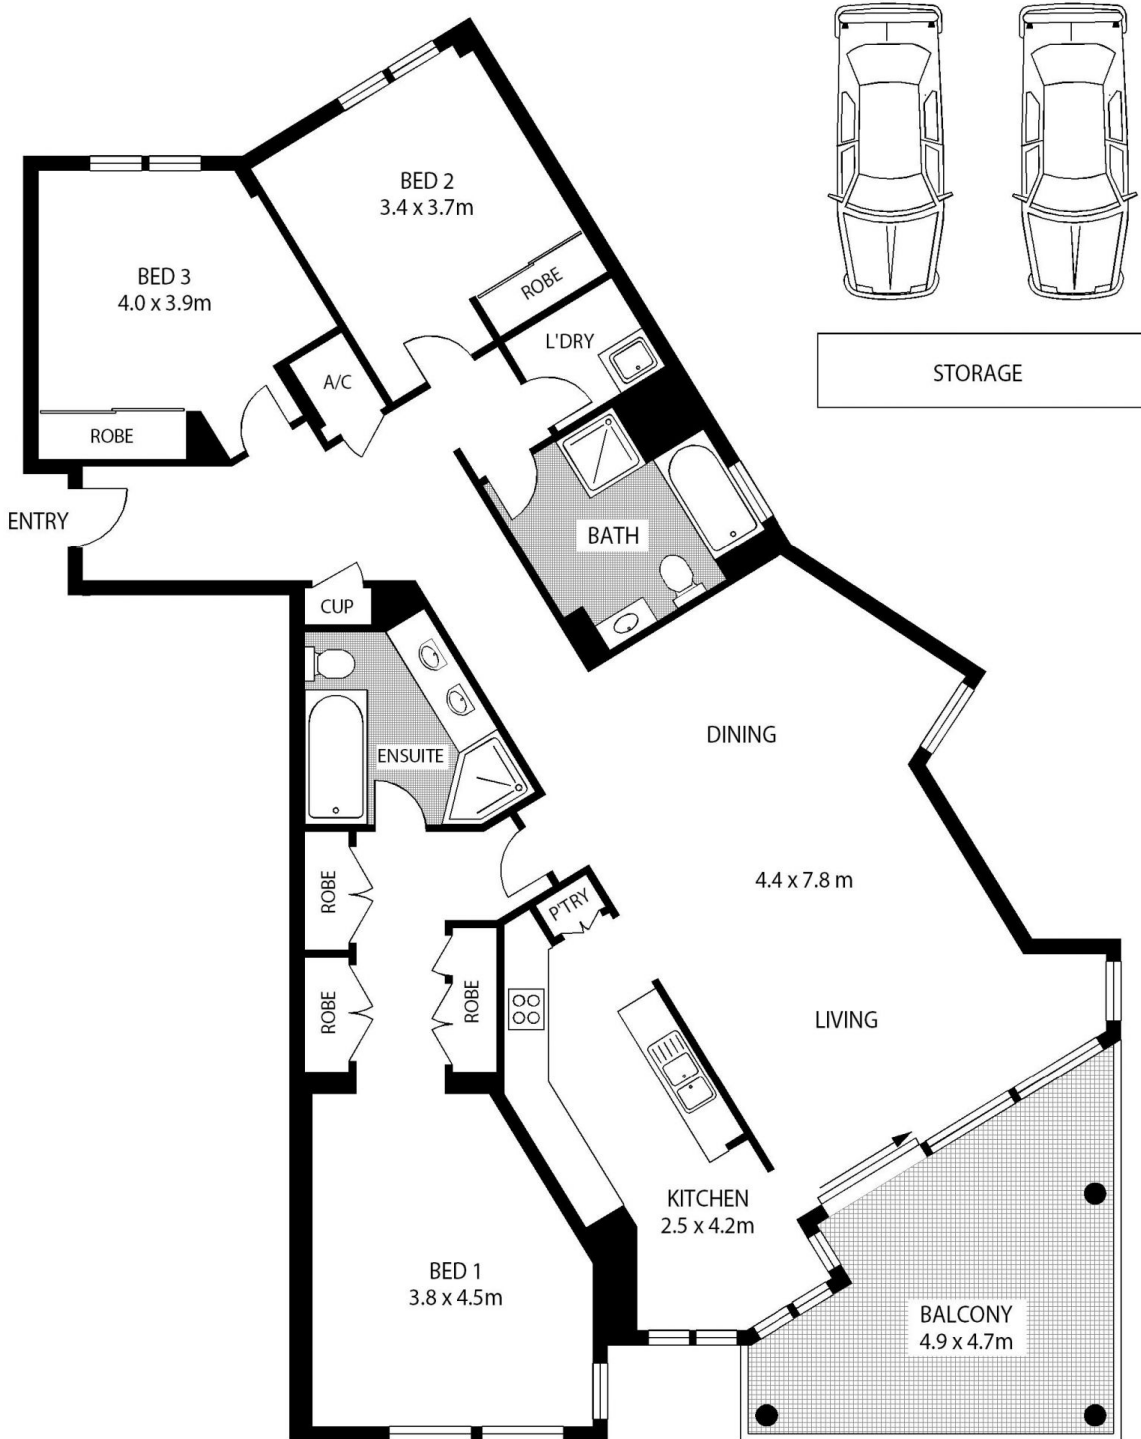 BED 2
3.4 x 3.7m
BED 3
4.0 x 3.9m
ROBE
L'DRY
A/C
STORAGE
ROBE
ENTRY
BATH
CUP
ENSUITE
DINING
ROBE
P'TRY
4.4 x 7.8 m
ROBE
ROBE
LIVING
KITCHEN
2.5 x 4.2m
BED 1
3.8 x 4.5m
BALCONY
4.9 x 4.7m